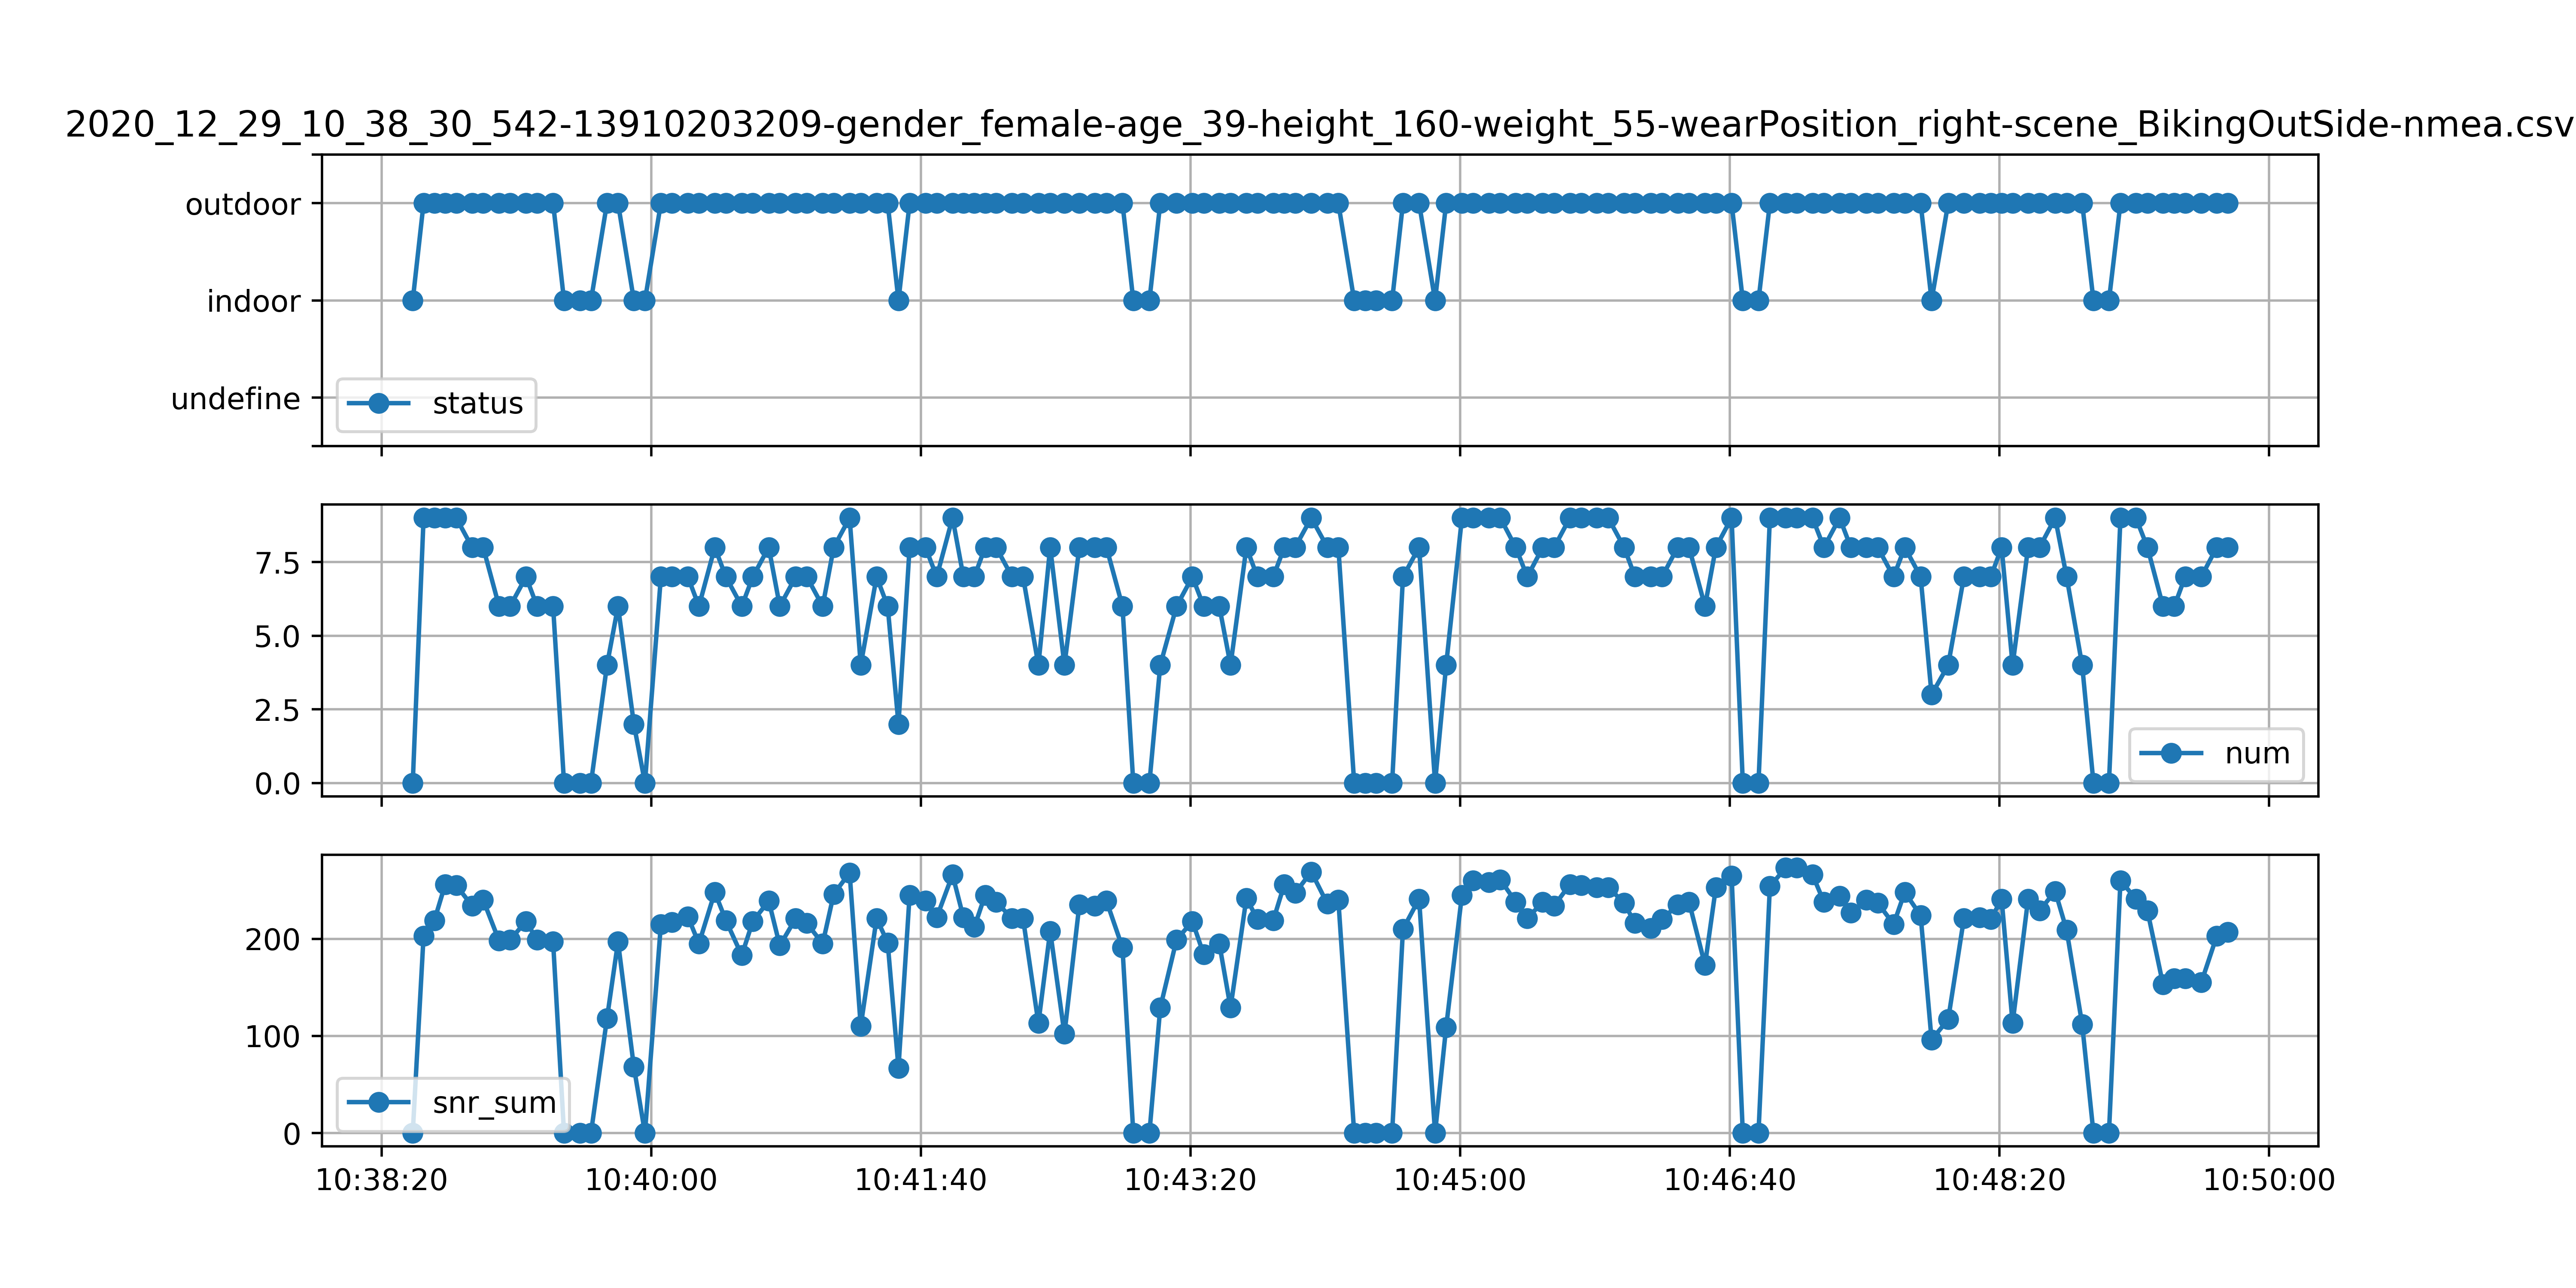 2020_12_29_10_38_30_542-13910203209-gender_female-age_39-height_160-weight_55-wearPosition_right-scene_BikingOutSide-nmea.csv
outdoor
indoor
undefine
status
7.5
5.0
2.5
0.0
num
200
100
0
snr_sum
10:38:20 10:40:00 10:41:40 10:43:20 10:45:00 10:46:40 10:48:20 10:50:00